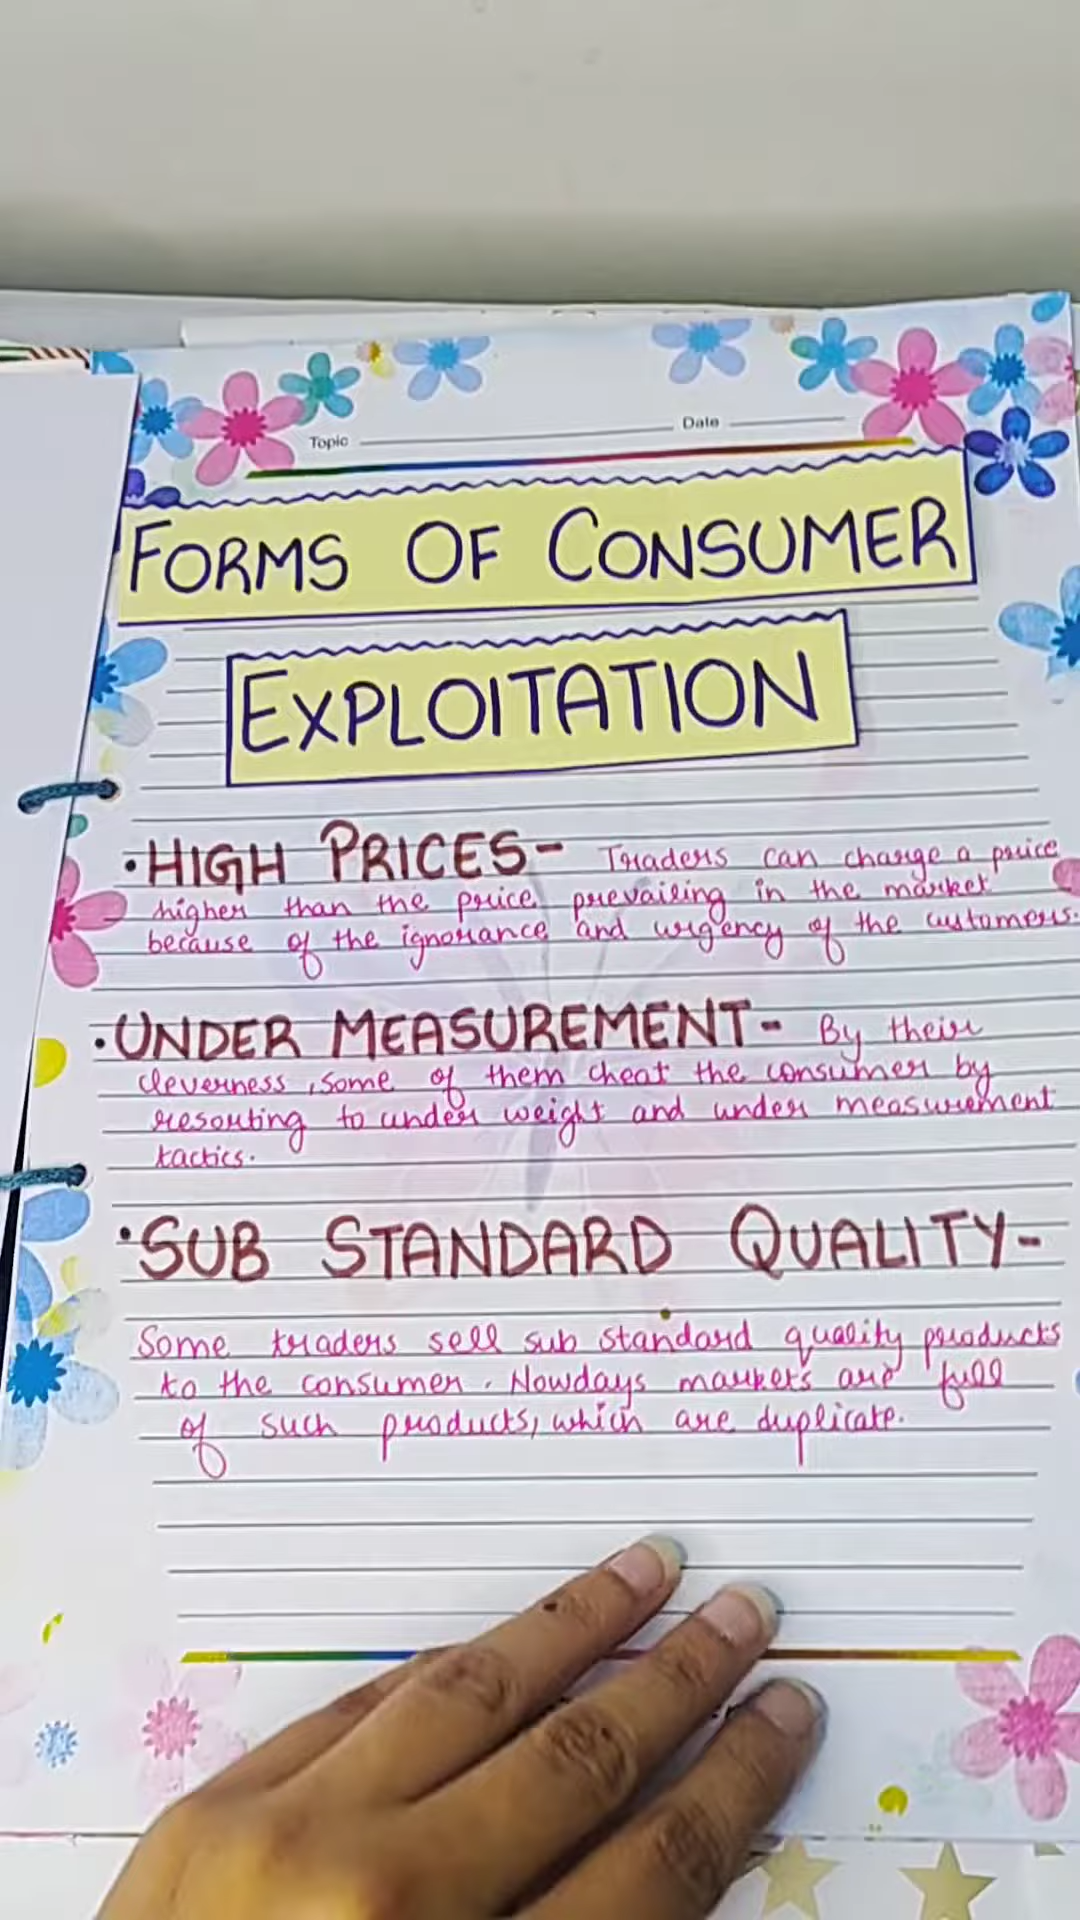 Topic Date
FORMS OF CONSUMER
EXPLOITATION
• HIGH PRICES- Traders can charge a price
higher than the price prevailing in the market
because of the ignorance and urgency of the customers.
• UNDER MEASUREMENT- By their
cleverness, some of them cheat the consumer by
resorting to under weight and under measurement
tactics.
• SUB STANDARD QUALITY-
Some traders sell sub standard quality products
to the consumer. Nowdays markets are full
of such products, which are duplicate.